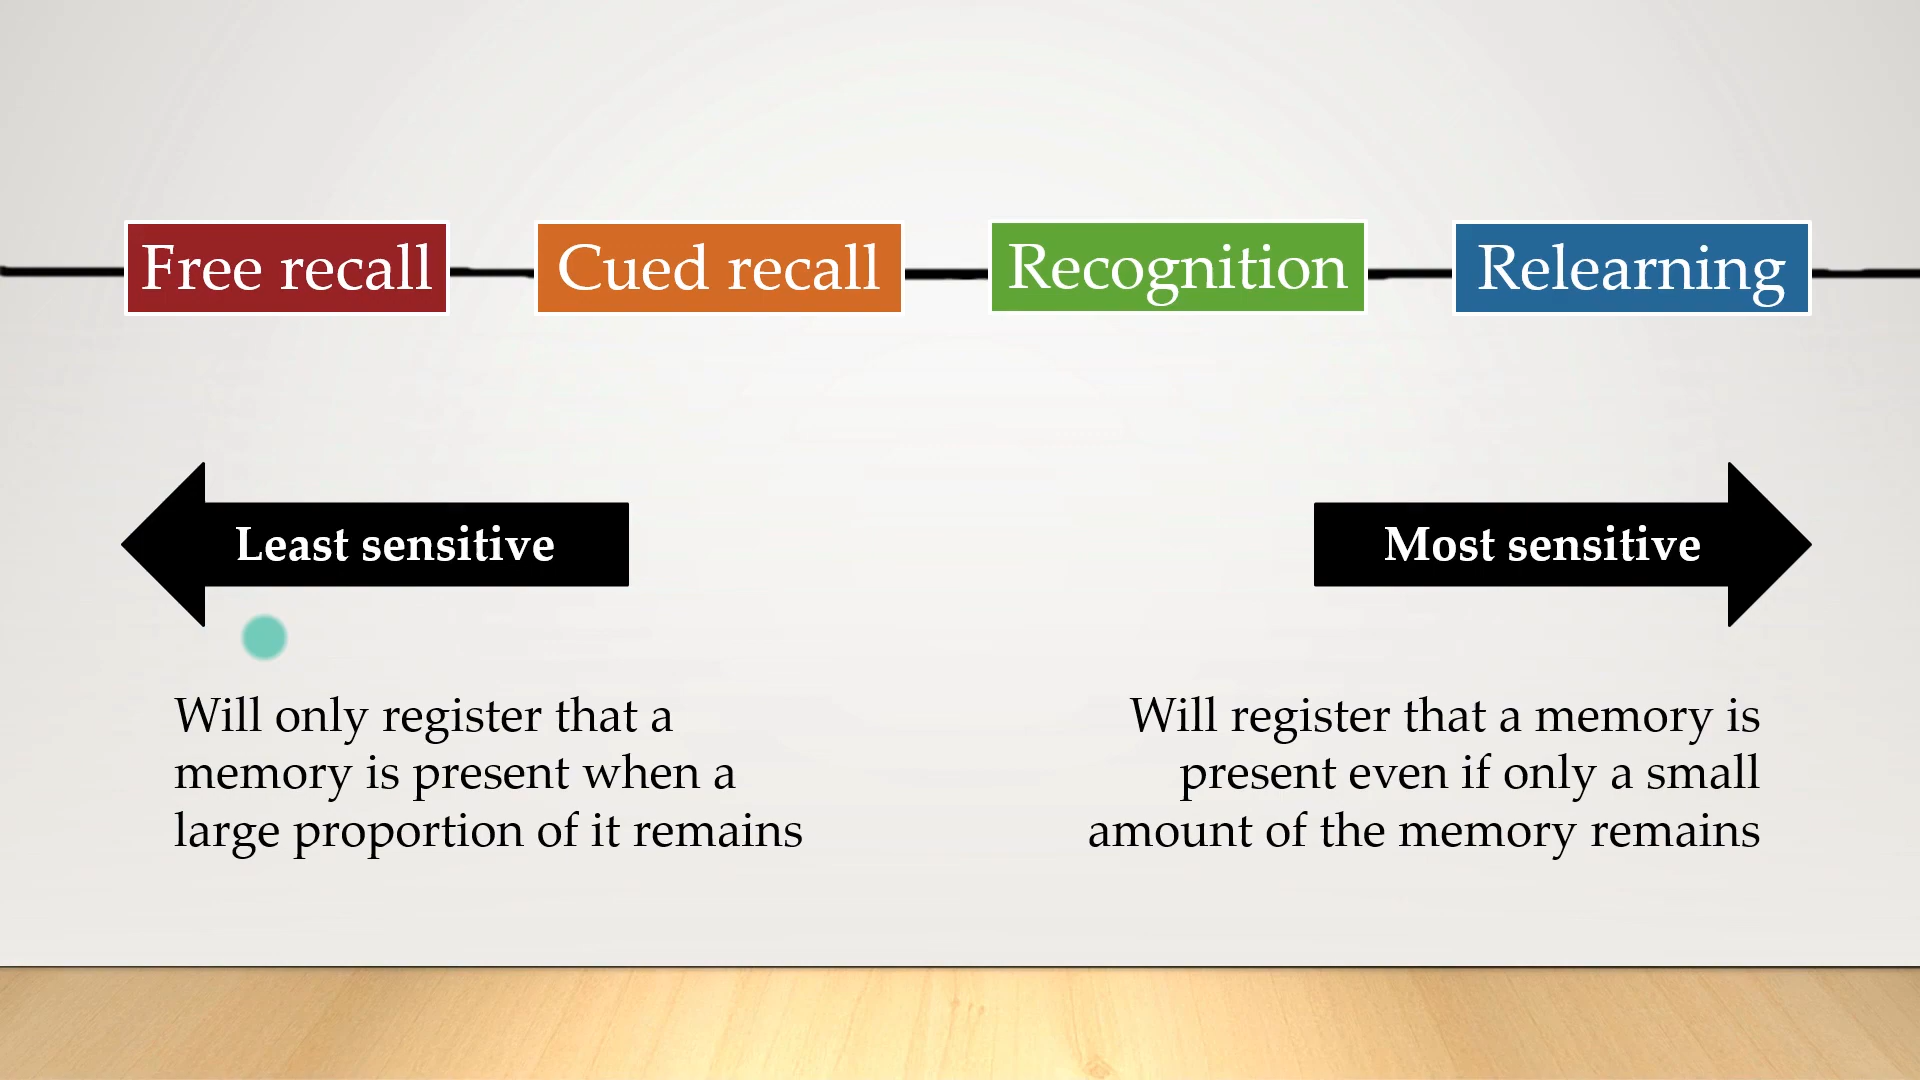 Free recall
Cued recall
Recognition
Relearning
Least sensitive
Most sensitive
Will only register that a
memory is present when a
large proportion of it remains
Will register that a memory is
present even if only a small
amount of the memory remains